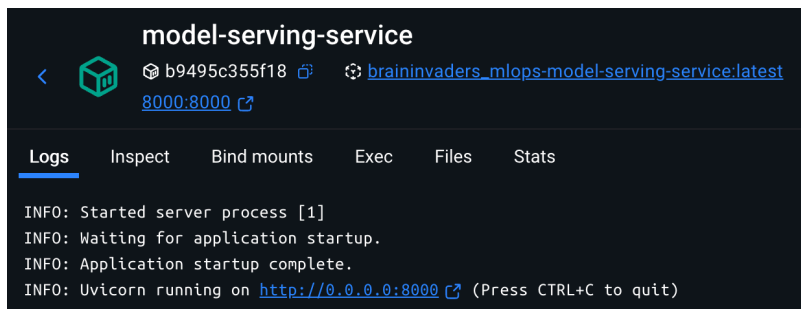 model-serving-service
b9495c355f18 braininvaders_mlops-model-serving-service:latest
8000:8000
Logs Inspect Bind mounts Exec Files Stats
INFO: Started server process [1]
INFO: Waiting for application startup.
INFO: Application startup complete.
INFO: Uvicorn running on http://0.0.0.0:8000 (Press CTRL+C to quit)